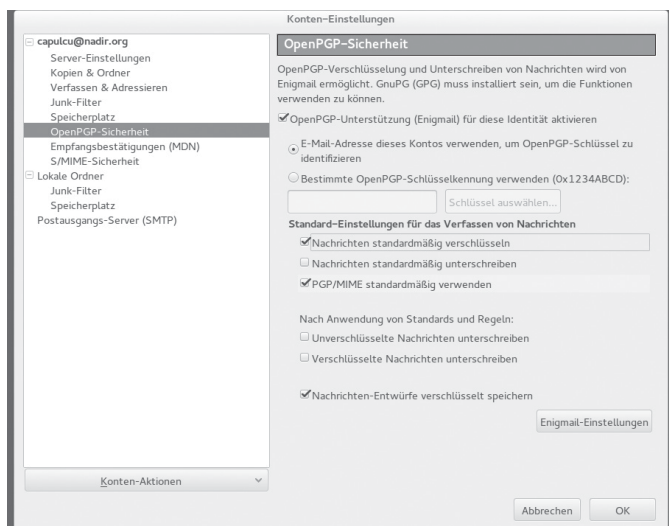 Konten-Einstellungen
capulcu@nadir.org
Server-Einstellungen
Kopien & Ordner
Verfassen & Adressieren
Junk-Filter
Speicherplatz
OpenPGP-Sicherheit
Empfangsbestätigungen (MDN)
S/MIME-Sicherheit
Lokale Ordner
Junk-Filter
Speicherplatz
Postausgangs-Server (SMTP)
Konten-Aktionen
OpenPGP-Sicherheit
OpenPGP-Verschlüsselung und Unterschreiben von Nachrichten wird von
Enigmail ermöglicht. GnuPG (GPG) muss installiert sein, um die Funktionen
verwenden zu können.
OpenPGP-Unterstützung (Enigmail) für diese Identität aktivieren
E-Mail-Adresse dieses Kontos verwenden, um OpenPGP-Schlüssel zu
identifizieren
Bestimmte OpenPGP-Schlüsselkennung verwenden (0x1234ABCD):
Schlüssel auswählen...
Standard-Einstellungen für das Verfassen von Nachrichten
Nachrichten standardmäßig verschlüsseln
Nachrichten standardmäßig unterschreiben
PGP/MIME standardmäßig verwenden
Nach Anwendung von Standards und Regeln:
Unverschlüsselte Nachrichten unterschreiben
Verschlüsselte Nachrichten unterschreiben
Nachrichten-Entwürfe verschlüsselt speichern
Enigmail-Einstellungen
Abbrechen
OK